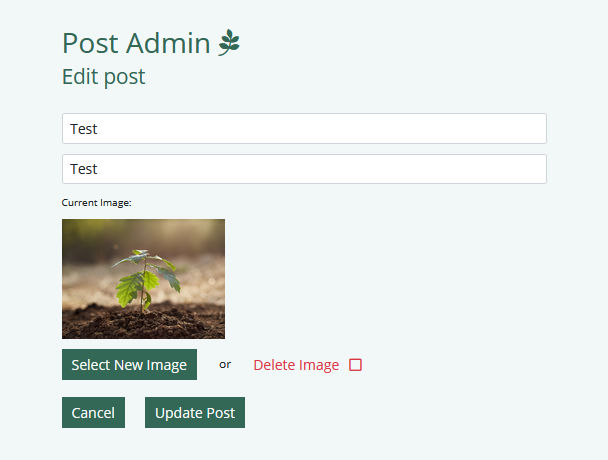 Post Admin
Edit post
Test
Test
Current Image:
Select New Image or Delete Image
Cancel Update Post